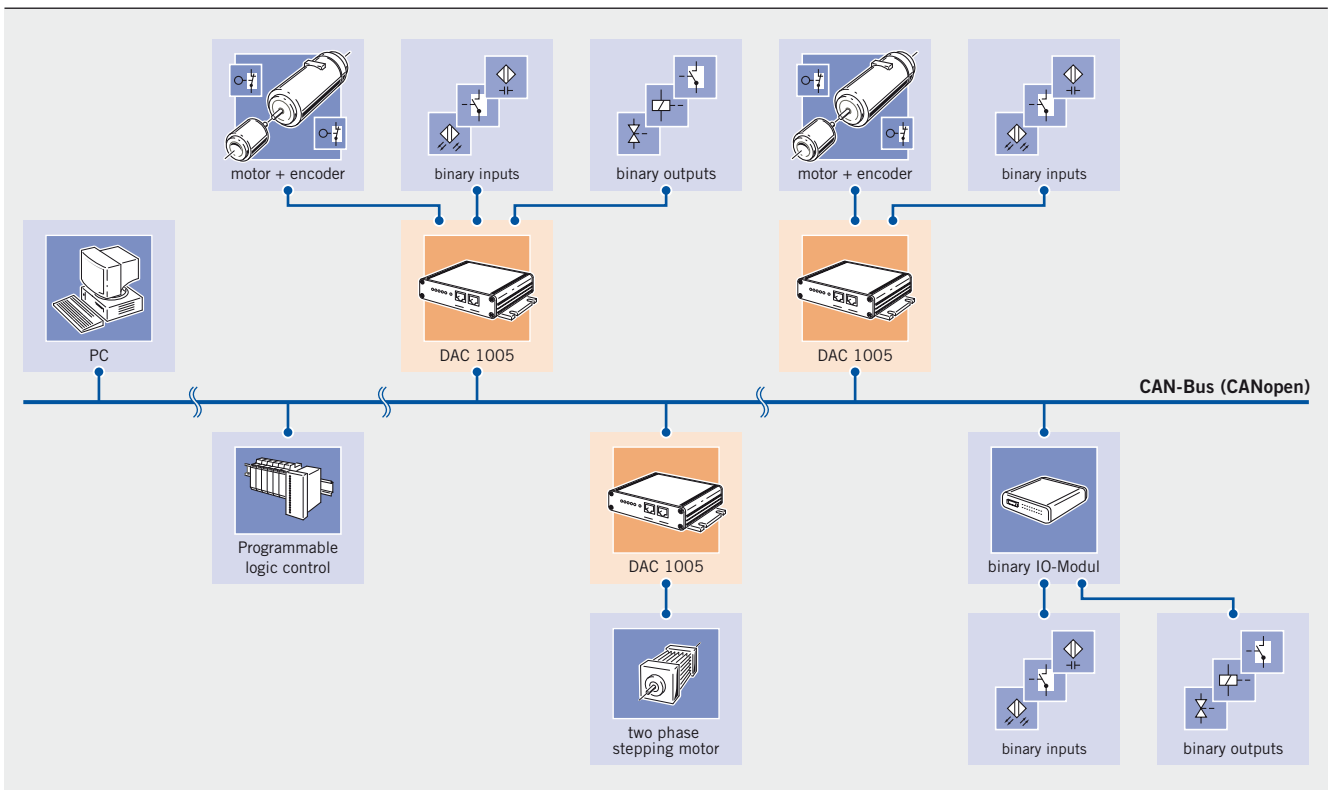 motor + encoder
binary inputs
binary outputs
motor + encoder
binary inputs
PC
DAC 1005
DAC 1005
CAN-Bus (CANopen)
Programmable
logic control
DAC 1005
binary IO-Modul
two phase
stepping motor
binary inputs
binary outputs